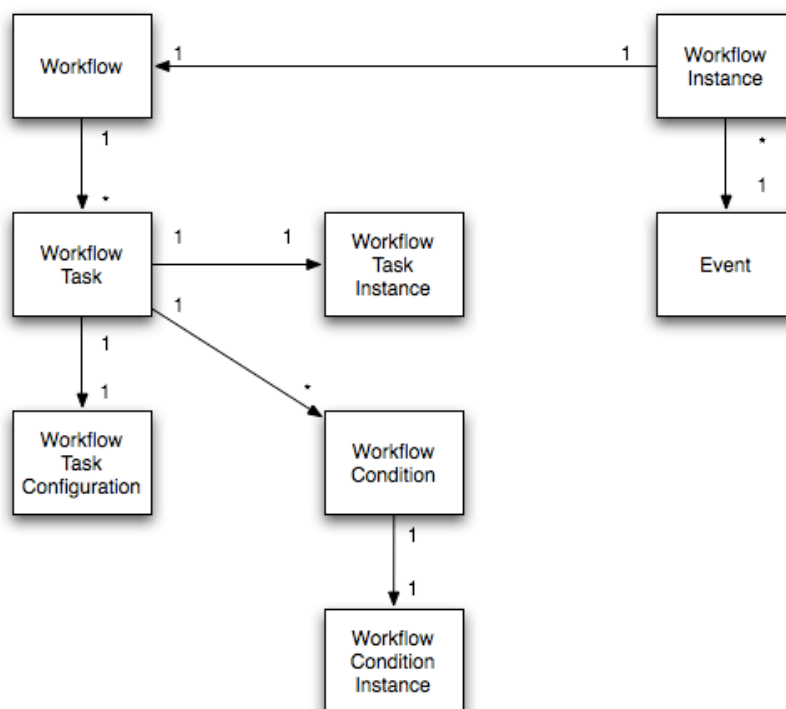 Workflow
1
1
Workflow
Instance
1
*
*
1
Workflow
Task
1
1
Workflow
Task
Instance
Event
1
1
*
1
Workflow
Task
Configuration
Workflow
Condition
1
1
Workflow
Condition
Instance